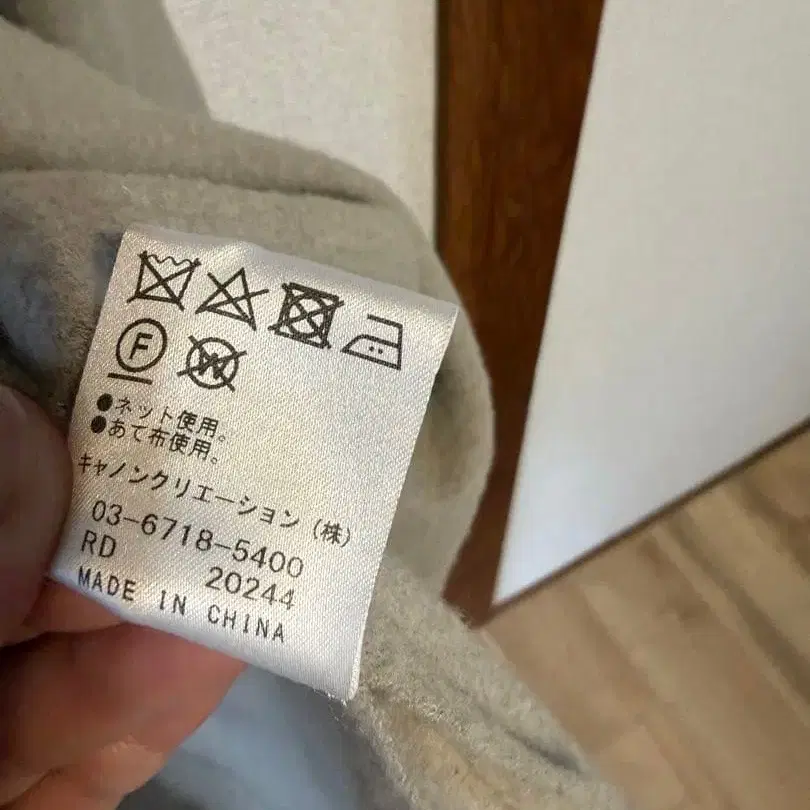 F
W
●ネット使用。
●あて布使用。
キャノンクリエーション(株)
03-6718-5400
RD 20244
MADE IN CHINA